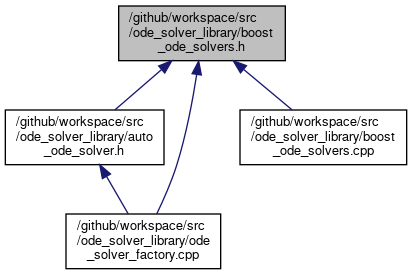 /github/workspace/src
/ode_solver_library/boost
_ode_solvers.h
/github/workspace/src
/ode_solver_library/auto
_ode_solver.h
/github/workspace/src
/ode_solver_library/boost
_ode_solvers.cpp
/github/workspace/src
/ode_solver_library/ode
_solver_factory.cpp